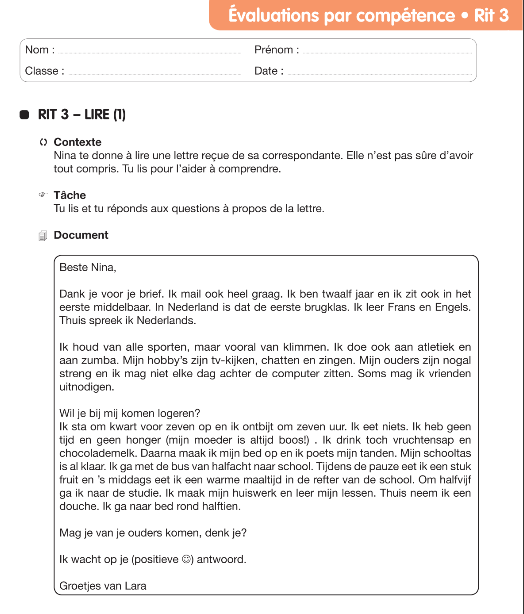 Évaluations par compétence • Rit 3
Nom : Prénom :
Classe : Date :
RIT 3 – LIRE (1)
Contexte
Nina te donne à lire une lettre reçue de sa correspondante. Elle n'est pas sûre d'avoir
tout compris. Tu lis pour l'aider à comprendre.
Tâche
Tu lis et tu réponds aux questions à propos de la lettre.
Document
Beste Nina,
Dank je voor je brief. Ik mail ook heel graag. Ik ben twaalf jaar en ik zit ook in het
eerste middelbaar. In Nederland is dat de eerste brugklas. Ik leer Frans en Engels.
Thuis spreek ik Nederlands.
Ik houd van alle sporten, maar vooral van klimmen. Ik doe ook aan atletiek en
aan zumba. Mijn hobby's zijn tv-kijken, chatten en zingen. Mijn ouders zijn nogal
streng en ik mag niet elke dag achter de computer zitten. Soms mag ik vrienden
uitnodigen.
Wil je bij mij komen logeren?
Ik sta om kwart voor zeven op en ik ontbijt om zeven uur. Ik eet niets. Ik heb geen
tijd en geen honger (mijn moeder is altijd boos!) . Ik drink toch vruchtensap en
chocolademelk. Daarna maak ik mijn bed op en ik poets mijn tanden. Mijn schooltas
is al klaar. Ik ga met de bus van halfacht naar school. Tijdens de pauze eet ik een stuk
fruit en 's middags eet ik een warme maaltijd in de refter van de school. Om halfvijf
ga ik naar de studie. Ik maak mijn huiswerk en leer mijn lessen. Thuis neem ik een
douche. Ik ga naar bed rond halftien.
Mag je van je ouders komen, denk je?
Ik wacht op je (positieve ☺) antwoord.
Groetjes van Lara